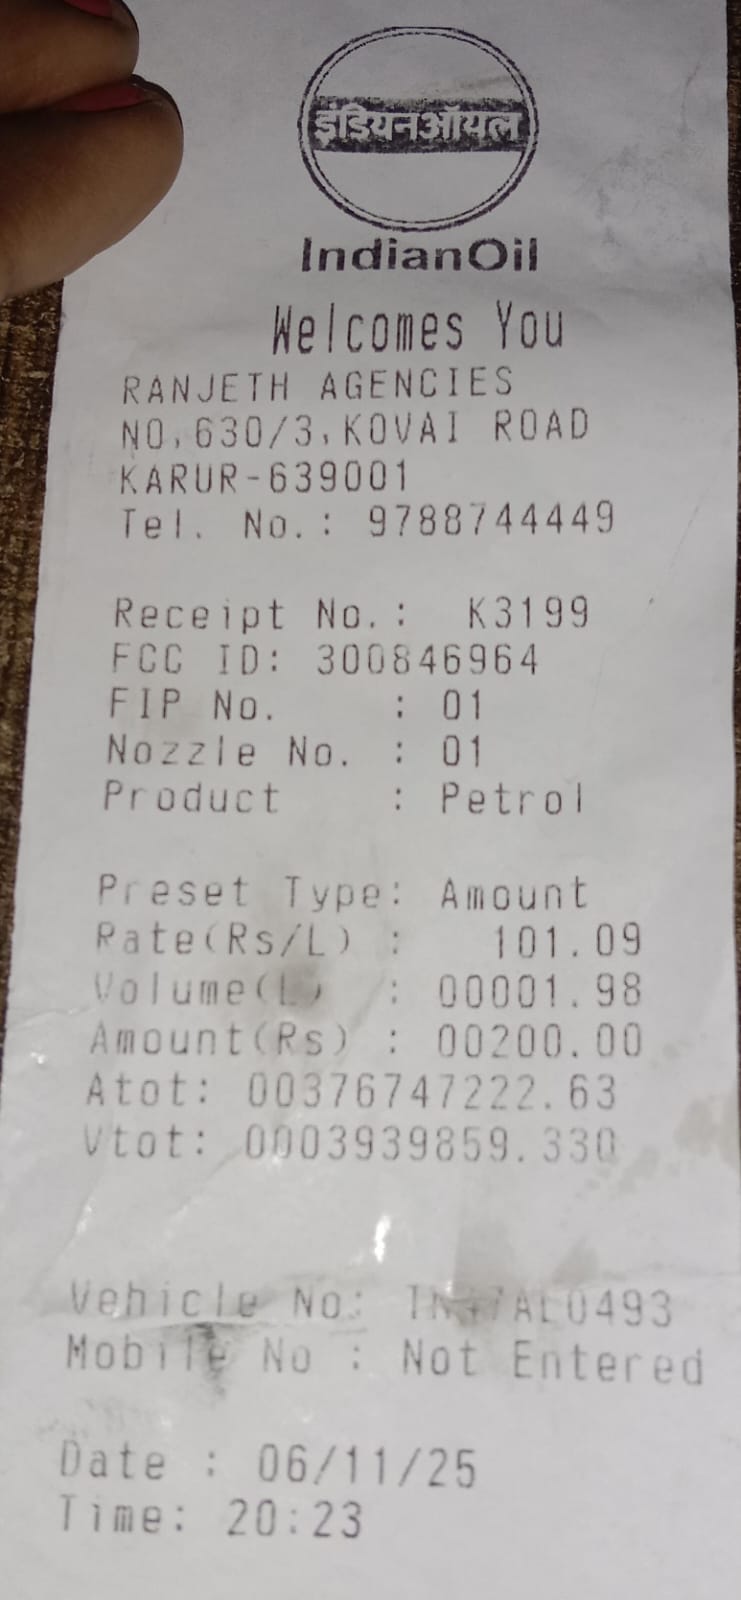 इंडियनऑयल
IndianOil
Welcomes You
RANJETH AGENCIES
NO,630/3,KOVAI ROAD
KARUR-639001
Tel. No.: 9788744449
Receipt No.: K3199
FCC ID: 300846964
FIP No. : 01
Nozzle No. : 01
Product : Petrol
Preset Type: Amount
Rate(Rs/L) : 101.09
Volume(L) : 00001.98
Amount(Rs) : 00200.00
Atot: 00376747222.63
Vtot: 0003939859.330
Vehicle No:
Mobile No : Not Entered
Date : 06/11/25
Time: 20:23